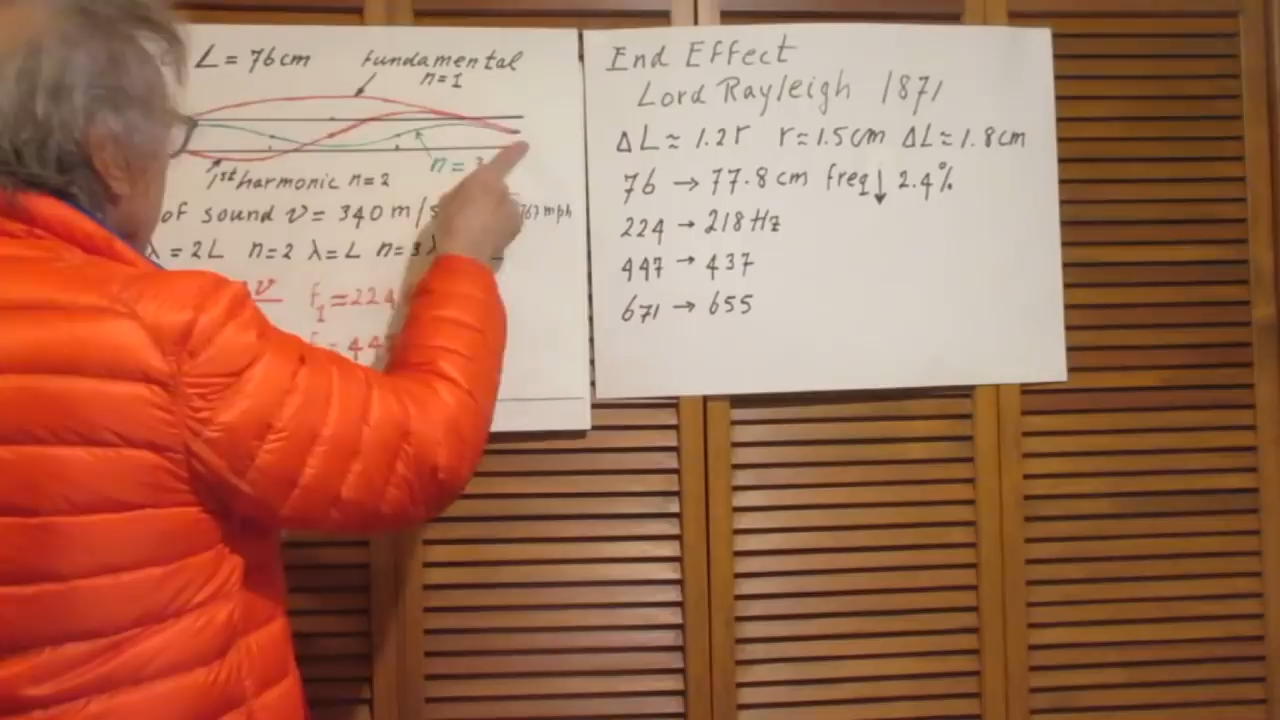 L = 76cm fundamental
n=1
n = 3
1st harmonic n=2
of sound v = 340 m/s 767 mph
λ = 2L n=2 λ=L n=3 λ
v f1=224
f = 44
End Effect
Lord Rayleigh 1871
ΔL ≈ 1.2r r≈1.5cm ΔL≈1.8cm
76 → 77.8 cm freq↓ 2.4%
224 → 218 Hz
447 → 437
671 → 655